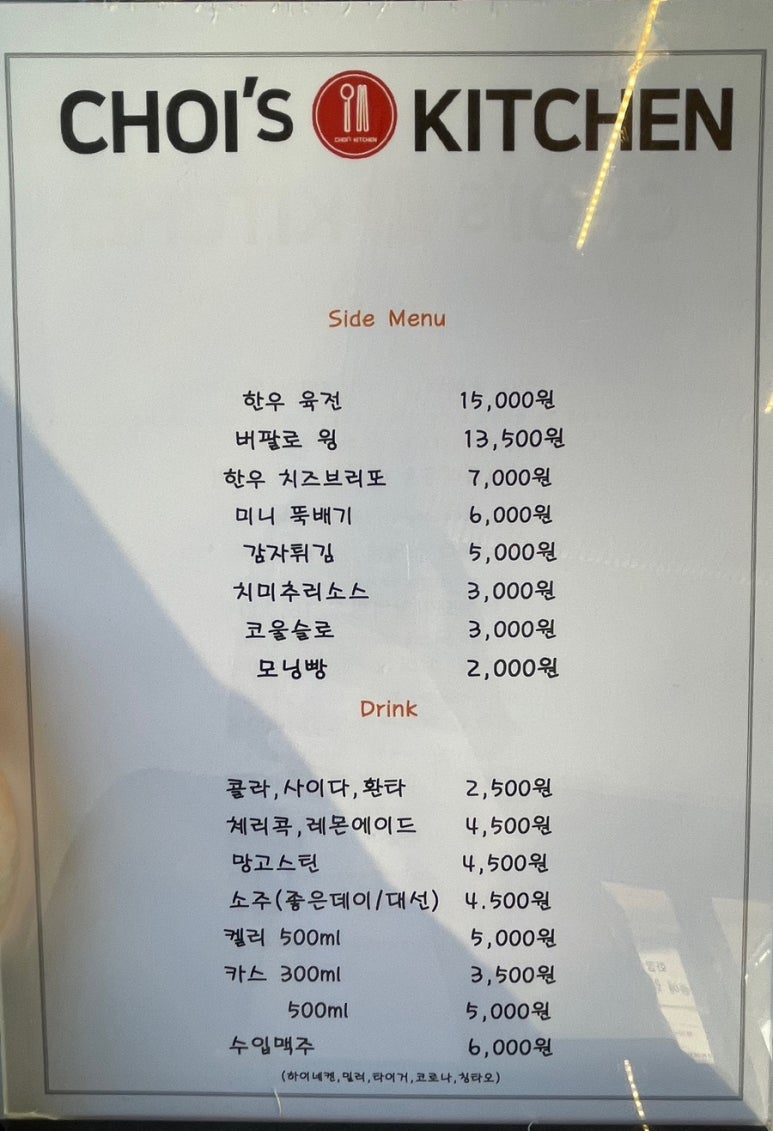 CHOI'S KITCHEN
CHOI'S KITCHEN
Side Menu
한우 육전 15,000원
버팔로 윙 13,500원
한우 치즈브리또 7,000원
미니 뚝배기 6,000원
감자튀김 5,000원
치미추리소스 3,000원
코울슬로 3,000원
모닝빵 2,000원
Drink
콜라,사이다,환타 2,500원
체리콕,레몬에이드 4,500원
망고스틴 4,500원
소주(좋은데이/대선) 4.500원
켈리 500ml 5,000원
카스 300ml 3,500원
500ml 5,000원
수입맥주 6,000원
(하이네켄,밀러,타이거,코로나,칭타오)